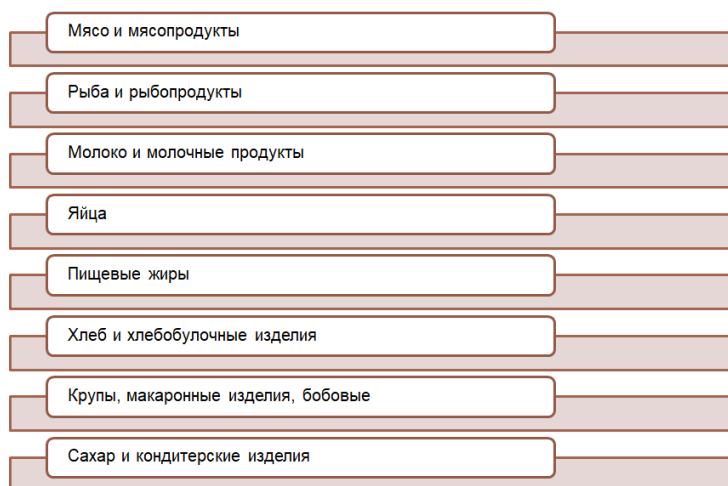 Мясо и мясопродукты
Рыба и рыбопродукты
Молоко и молочные продукты
Яйца
Пищевые жиры
Хлеб и хлебобулочные изделия
Крупы, макаронные изделия, бобовые
Сахар и кондитерские изделия